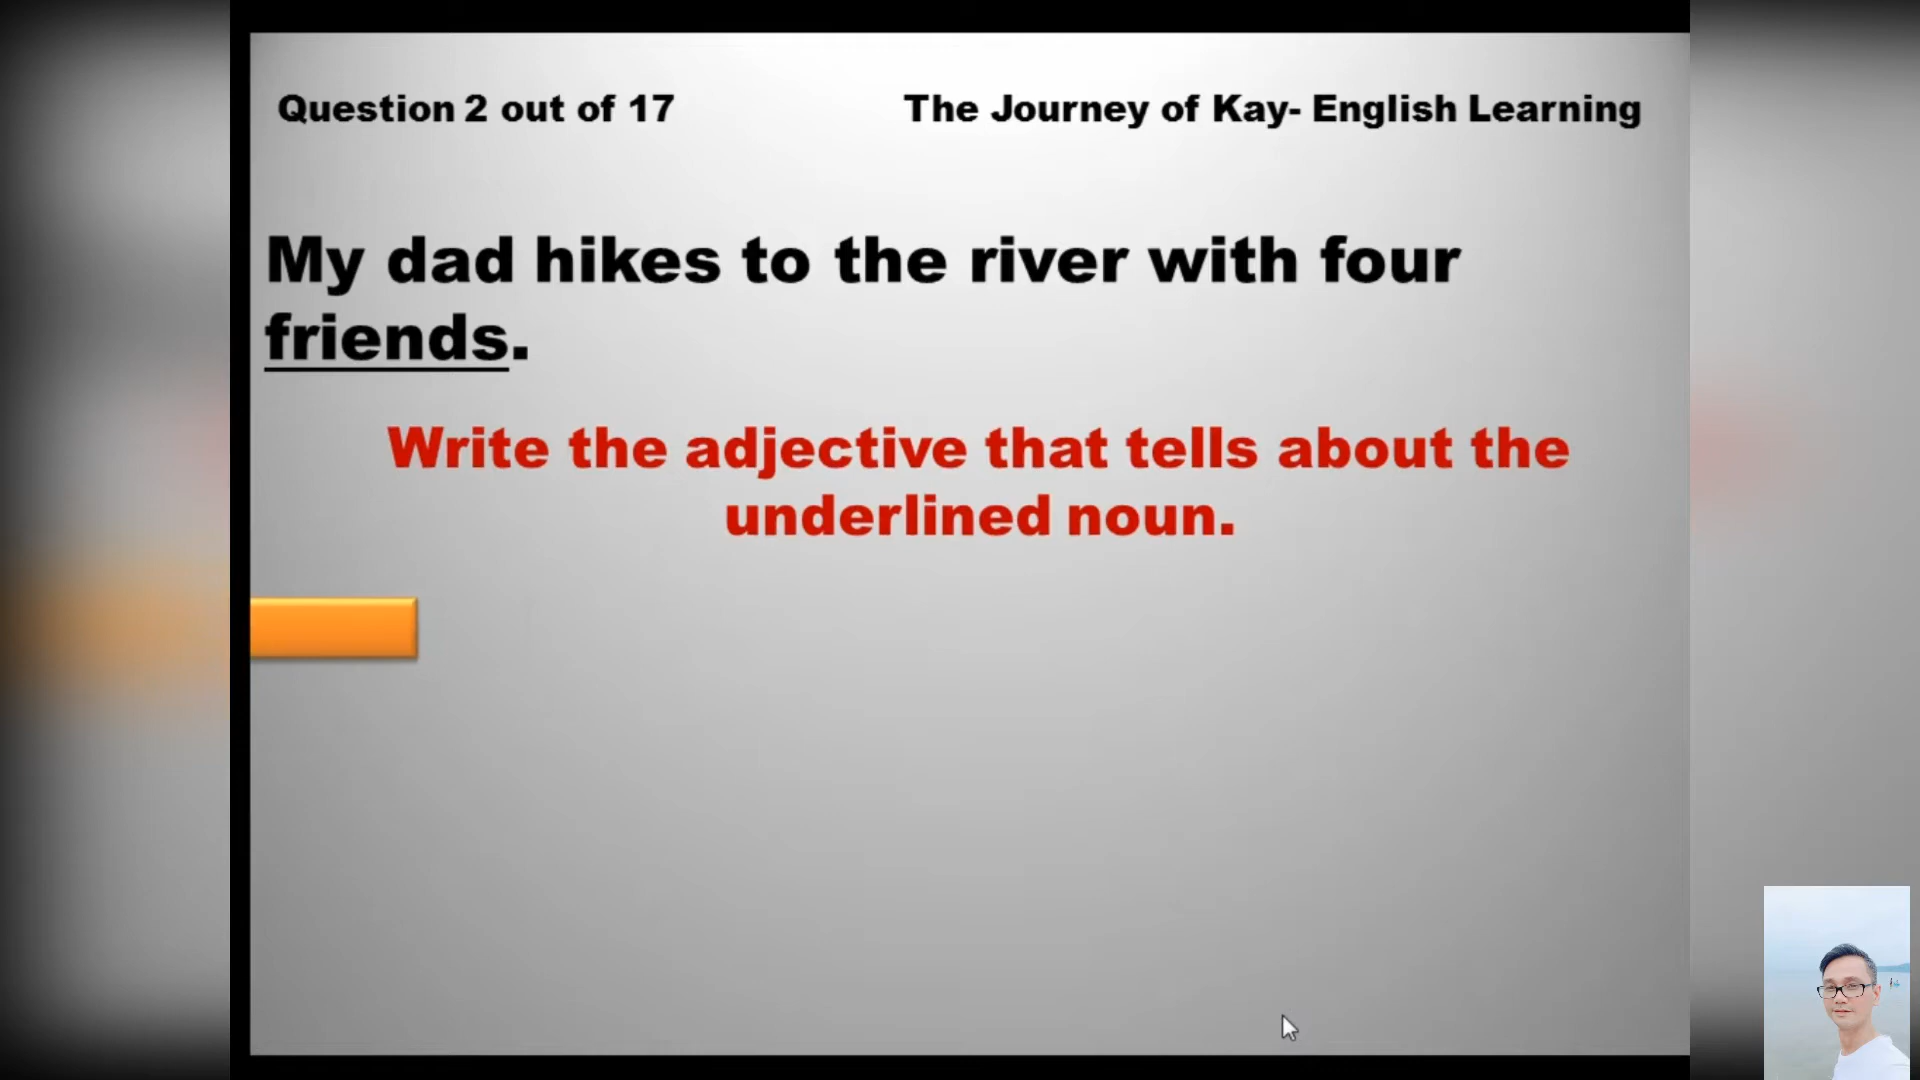 Question 2 out of 17
The Journey of Kay- English Learning
My dad hikes to the river with four
friends.
Write the adjective that tells about the
underlined noun.